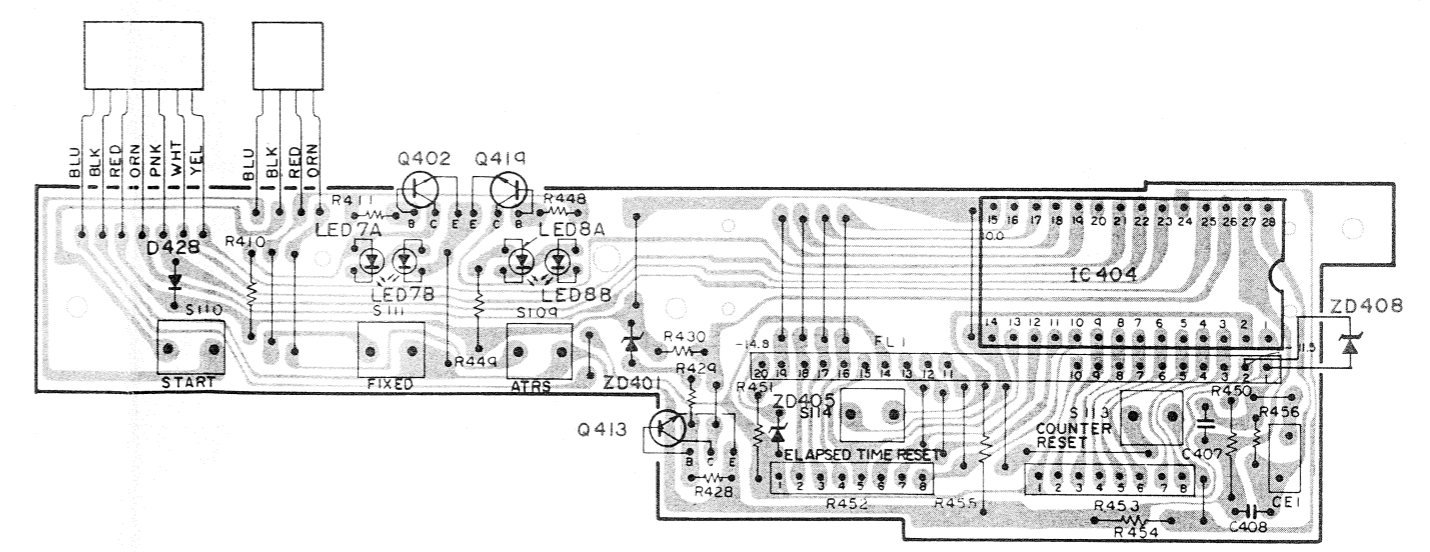 BLU BLK RED ORN PNK WHT YEL
BLU BLK RED ORN
Q402 Q419
R411 R448
B C E E C B
LED7A LED8A
D428 R410
LED7B LED8B
S110 S111 S109
START FIXED ATRS
R449
ZD401
R430
R429
Q413
B C E
R428
15 16 17 18 19 20 21 22 23 24 25 26 27 28
IC404
14 13 12 11 10 9 8 7 6 5 4 3 2 1
ZD408
-14.8 FL1 -11.5
20 19 18 17 16 15 14 13 12 11 10 9 8 7 6 5 4 3 2 1
R451
ZD405
S114
ELAPSED TIME RESET
1 2 3 4 5 6 7 8
R452
R455
S113
COUNTER
RESET
R450
R456
C407
1 2 3 4 5 6 7 8
R453
R454
C408
CE1